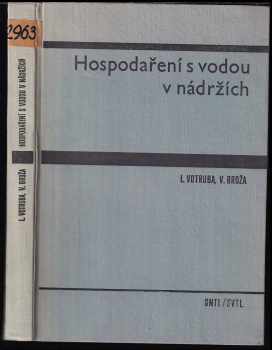 2963
HOSPODAŘENÍ S VODOU V NÁDRŽÍCH
L. VOTRUBA, V. BROŽA
Hospodaření s vodou
v nádržích
L. VOTRUBA, V. BROŽA
SNTL/SVTL